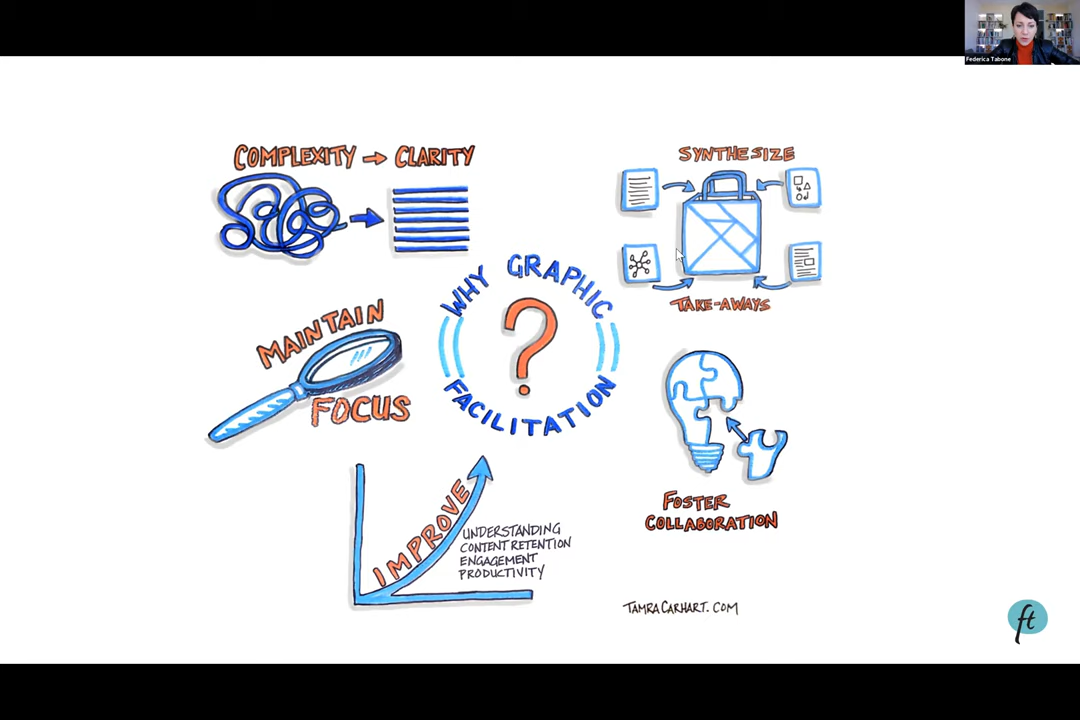 Federica Tabone
COMPLEXITY → CLARITY
SYNTHESIZE
TAKE-AWAYS
WHY GRAPHIC
?
FACILITATION
MAINTAIN
FOCUS
IMPROVE
UNDERSTANDING
CONTENT RETENTION
ENGAGEMENT
PRODUCTIVITY
FOSTER
COLLABORATION
TAMRACARHART.COM
ft